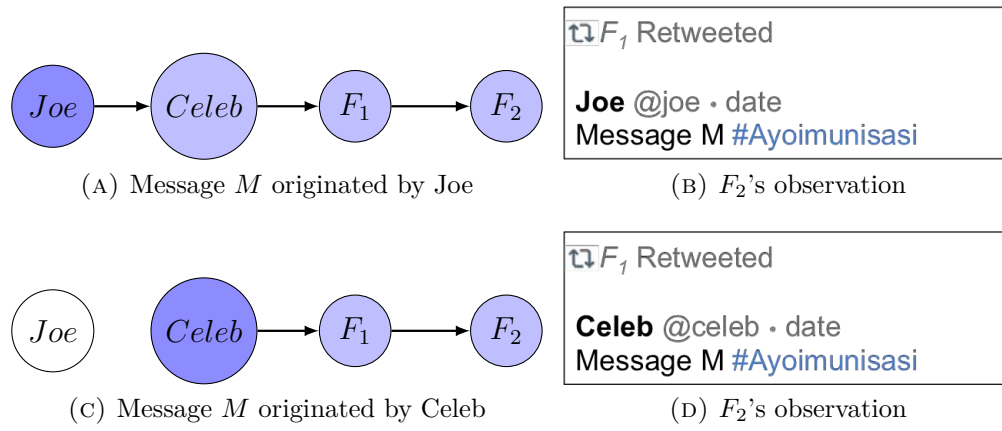 Joe Celeb F₁ F₂
F₁ Retweeted
Joe @joe • date
Message M #Ayoimunisasi
(A) Message M originated by Joe
(B) F₂'s observation
Joe Celeb F₁ F₂
F₁ Retweeted
Celeb @celeb • date
Message M #Ayoimunisasi
(C) Message M originated by Celeb
(D) F₂'s observation